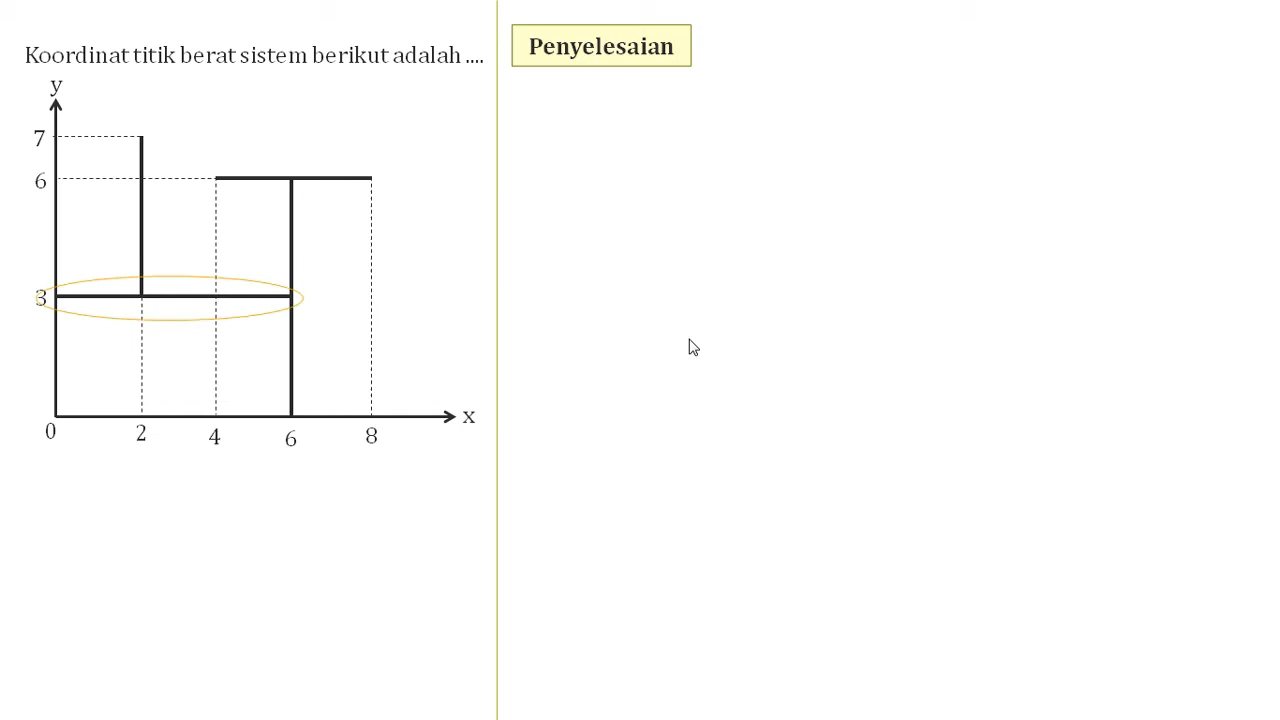 Koordinat titik berat sistem berikut adalah ....
Penyelesaian
y
7
6
3
0
2
4
6
8
x